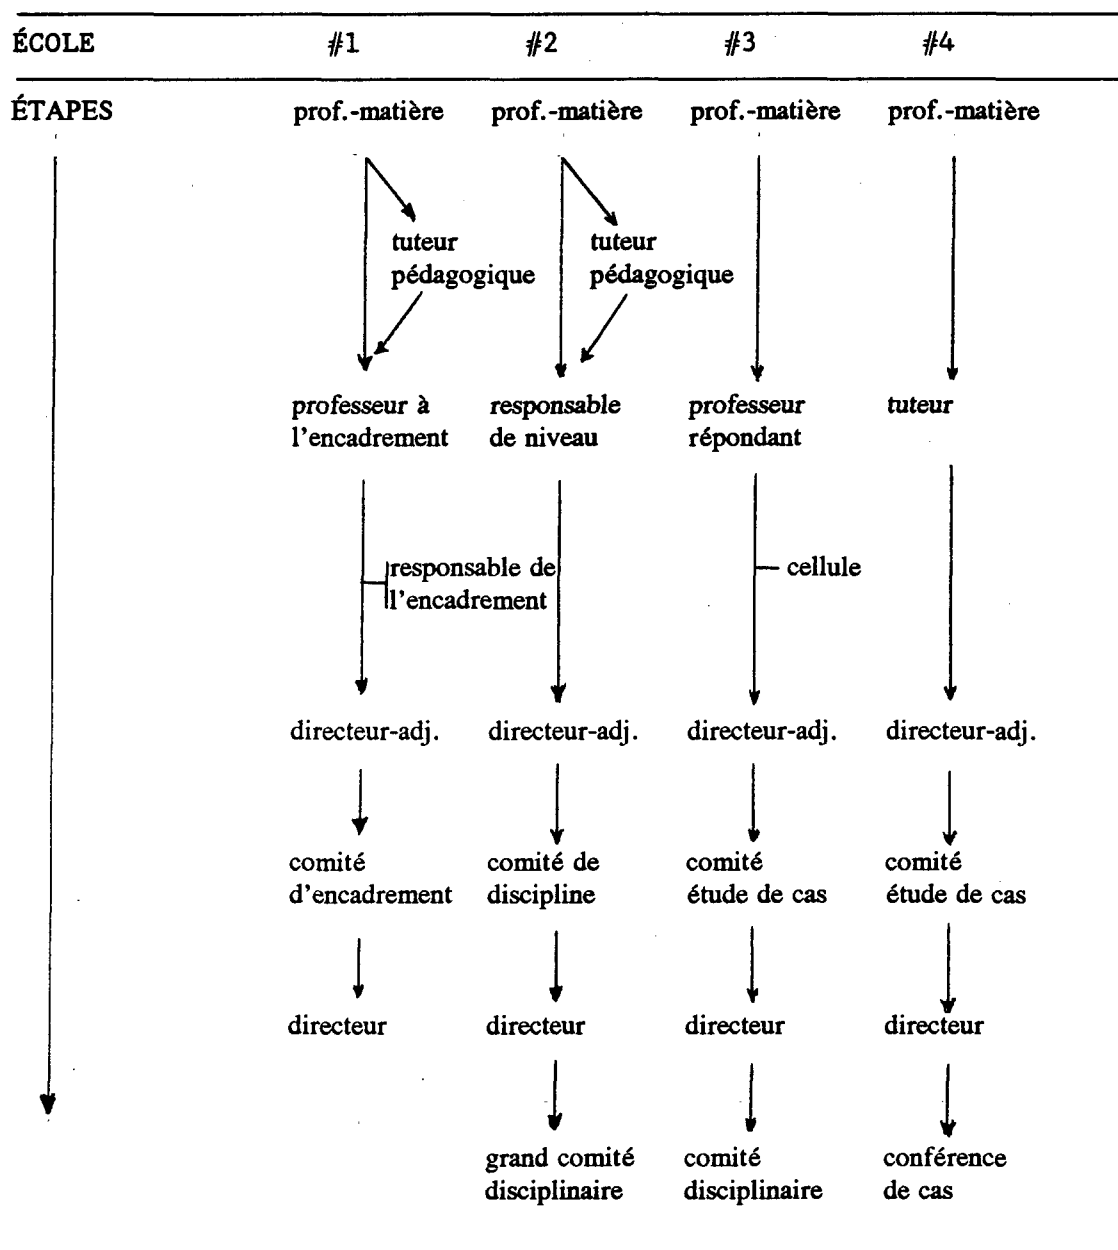 ÉCOLE #1 #2 #3 #4
ÉTAPES prof.-matière prof.-matière prof.-matière prof.-matière
tuteur tuteur
pédagogique pédagogique
professeur à responsable professeur tuteur
l'encadrement de niveau répondant
responsable de cellule
l'encadrement
directeur-adj. directeur-adj. directeur-adj. directeur-adj.
comité comité de comité comité
d'encadrement discipline étude de cas étude de cas
directeur directeur directeur directeur
grand comité comité conférence
disciplinaire disciplinaire de cas